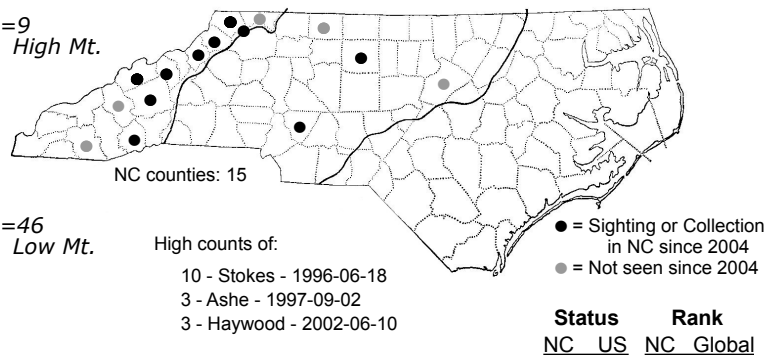 =9
High Mt.
NC counties: 15
=46
Low Mt.
High counts of:
10 - Stokes - 1996-06-18
3 - Ashe - 1997-09-02
3 - Haywood - 2002-06-10
= Sighting or Collection
in NC since 2004
= Not seen since 2004
Status Rank
NC US NC Global